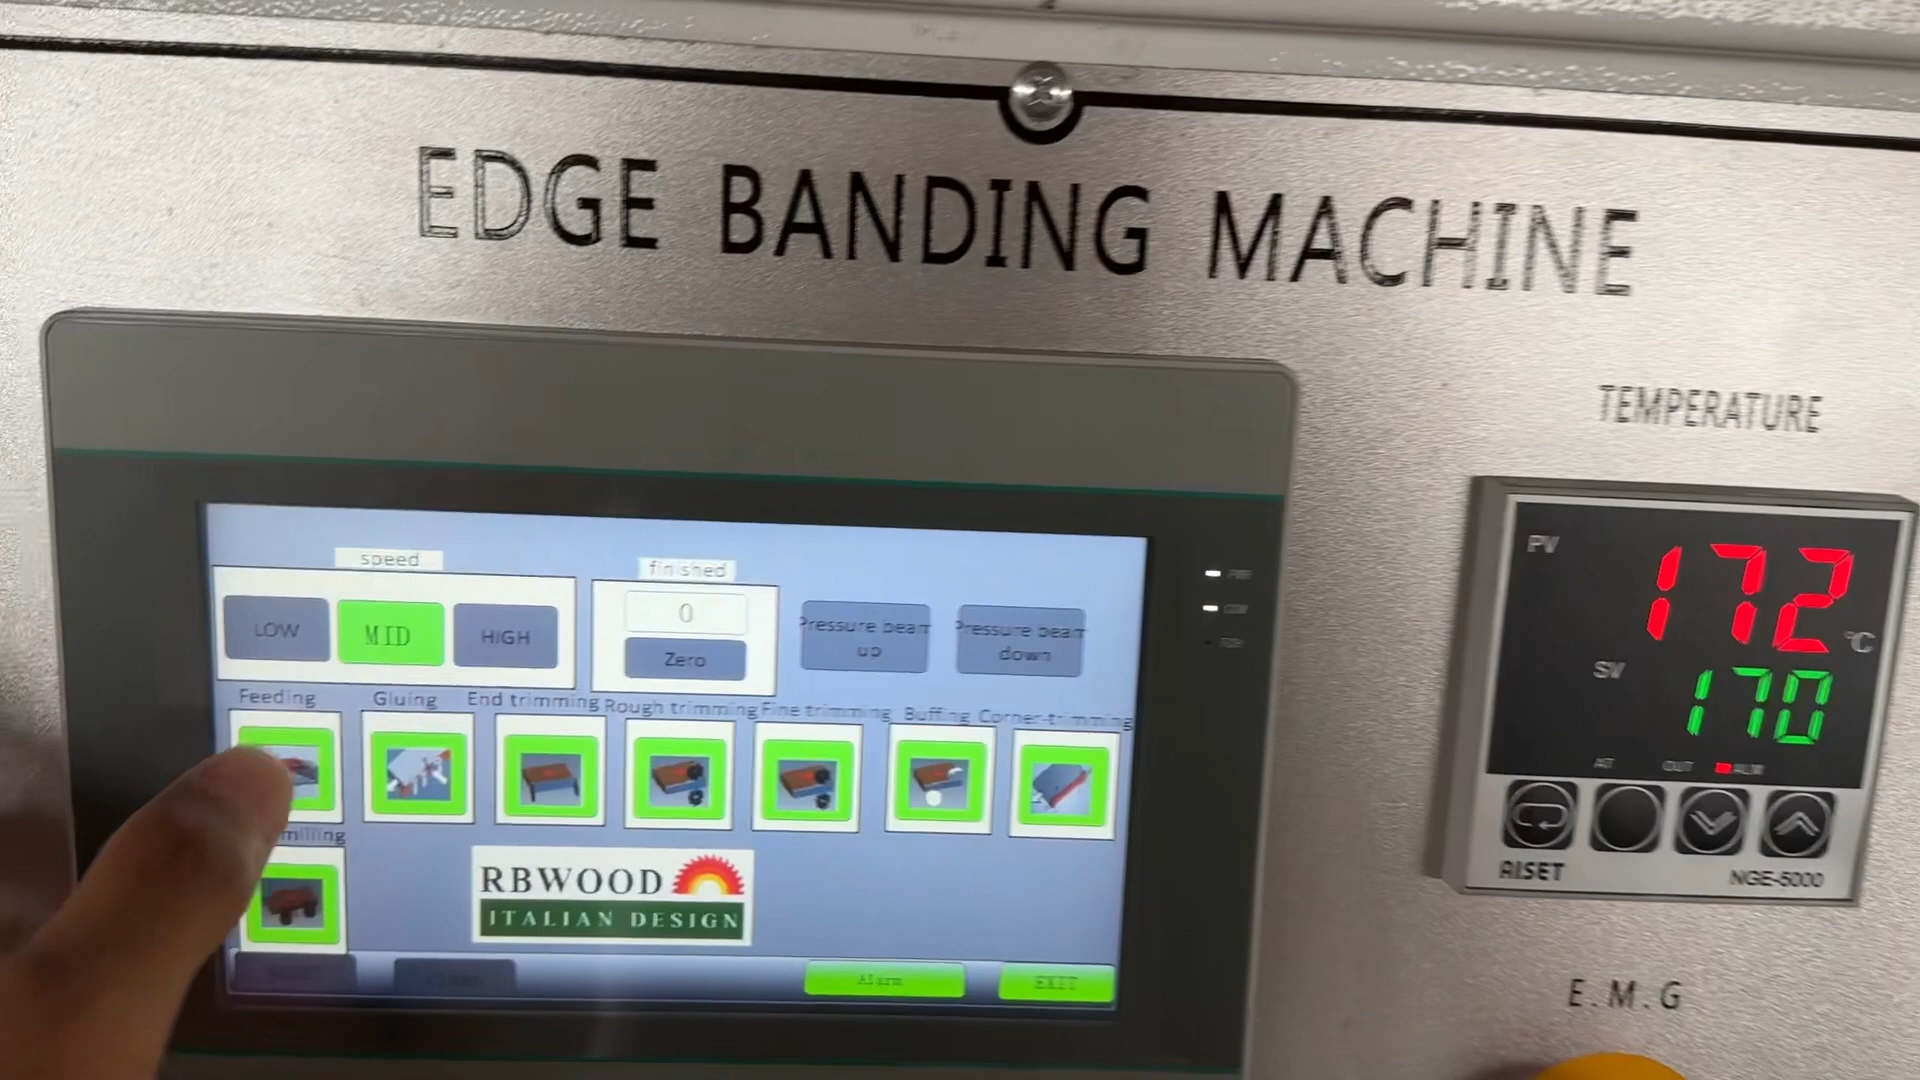 EDGE BANDING MACHINE
TEMPERATURE
PV
172
°C
SV
170
AT OUT ALM
AISET
NGE-5000
E.M.G
speed
LOW MID HIGH
finished
0
Zero
Pressure beam
up
Pressure beam
down
Feeding Gluing End trimming Rough trimming Fine trimming Buffing Corner-trimming
milling
RBWOOD
ITALIAN DESIGN
Alarm
EXIT